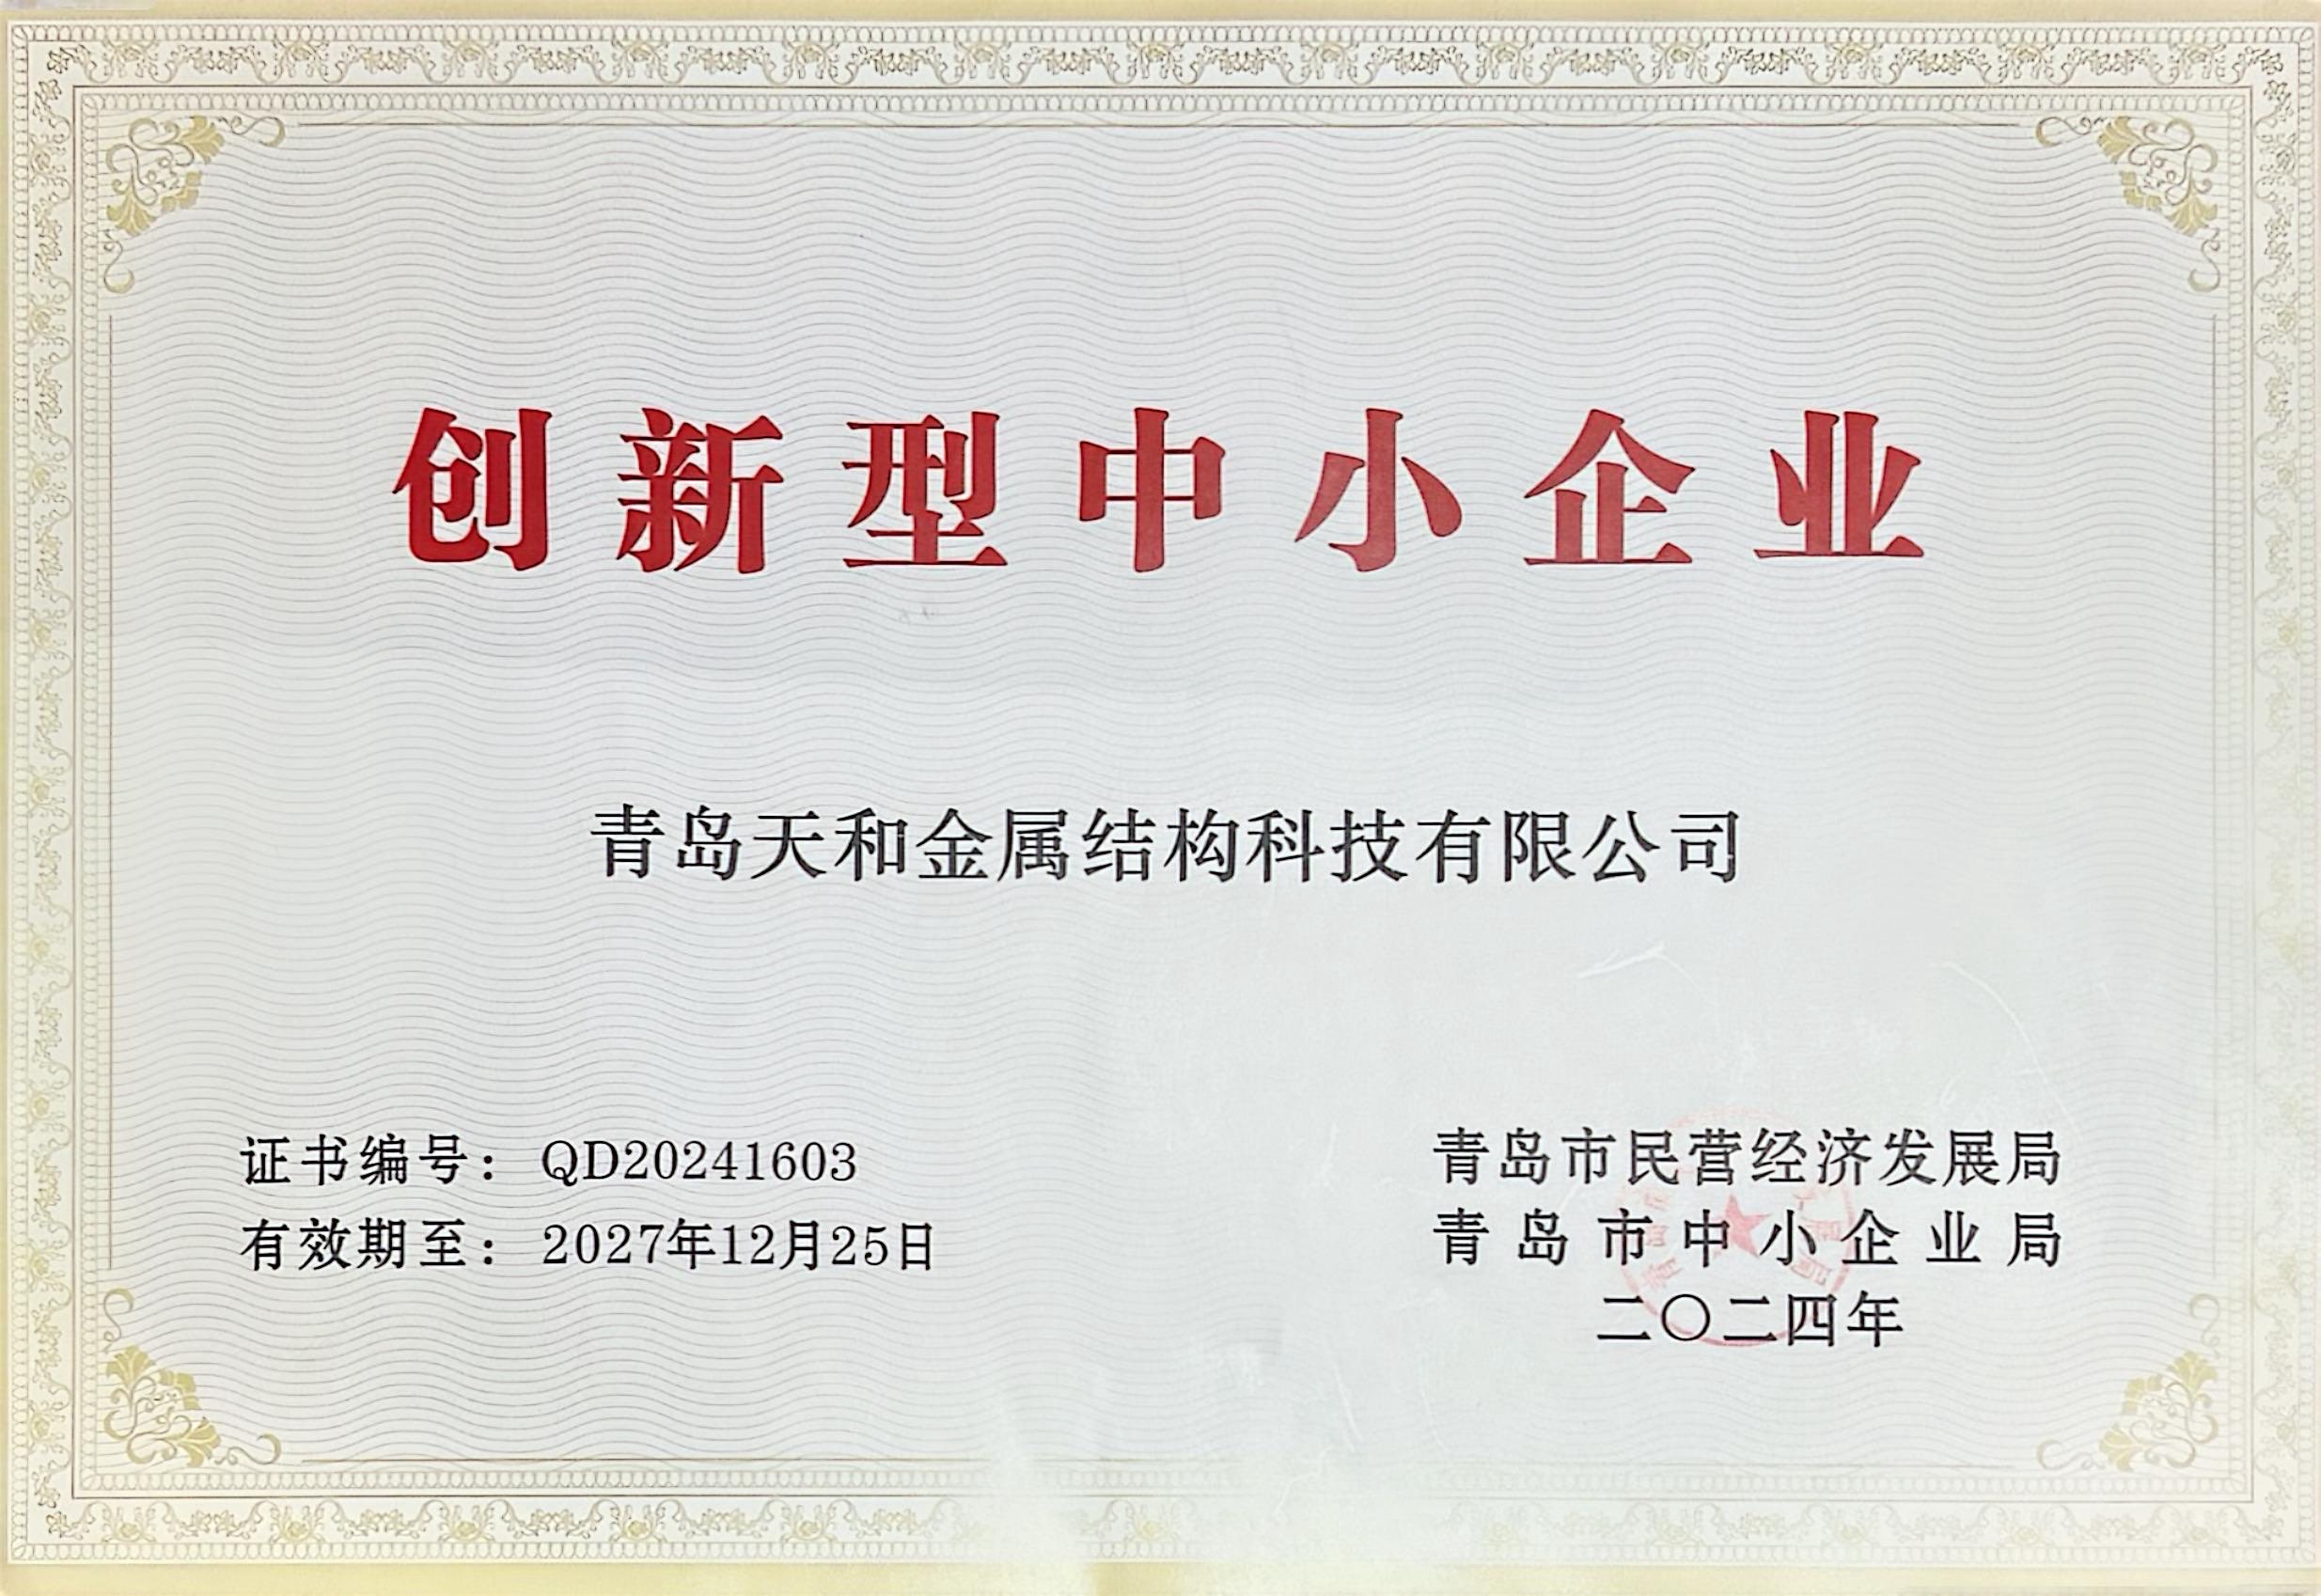 创新型中小企业
青岛天和金属结构科技有限公司
证书编号：QD20241603
有效期至：2027年12月25日
青岛市民营经济发展局
青岛市中小企业局
二〇二四年